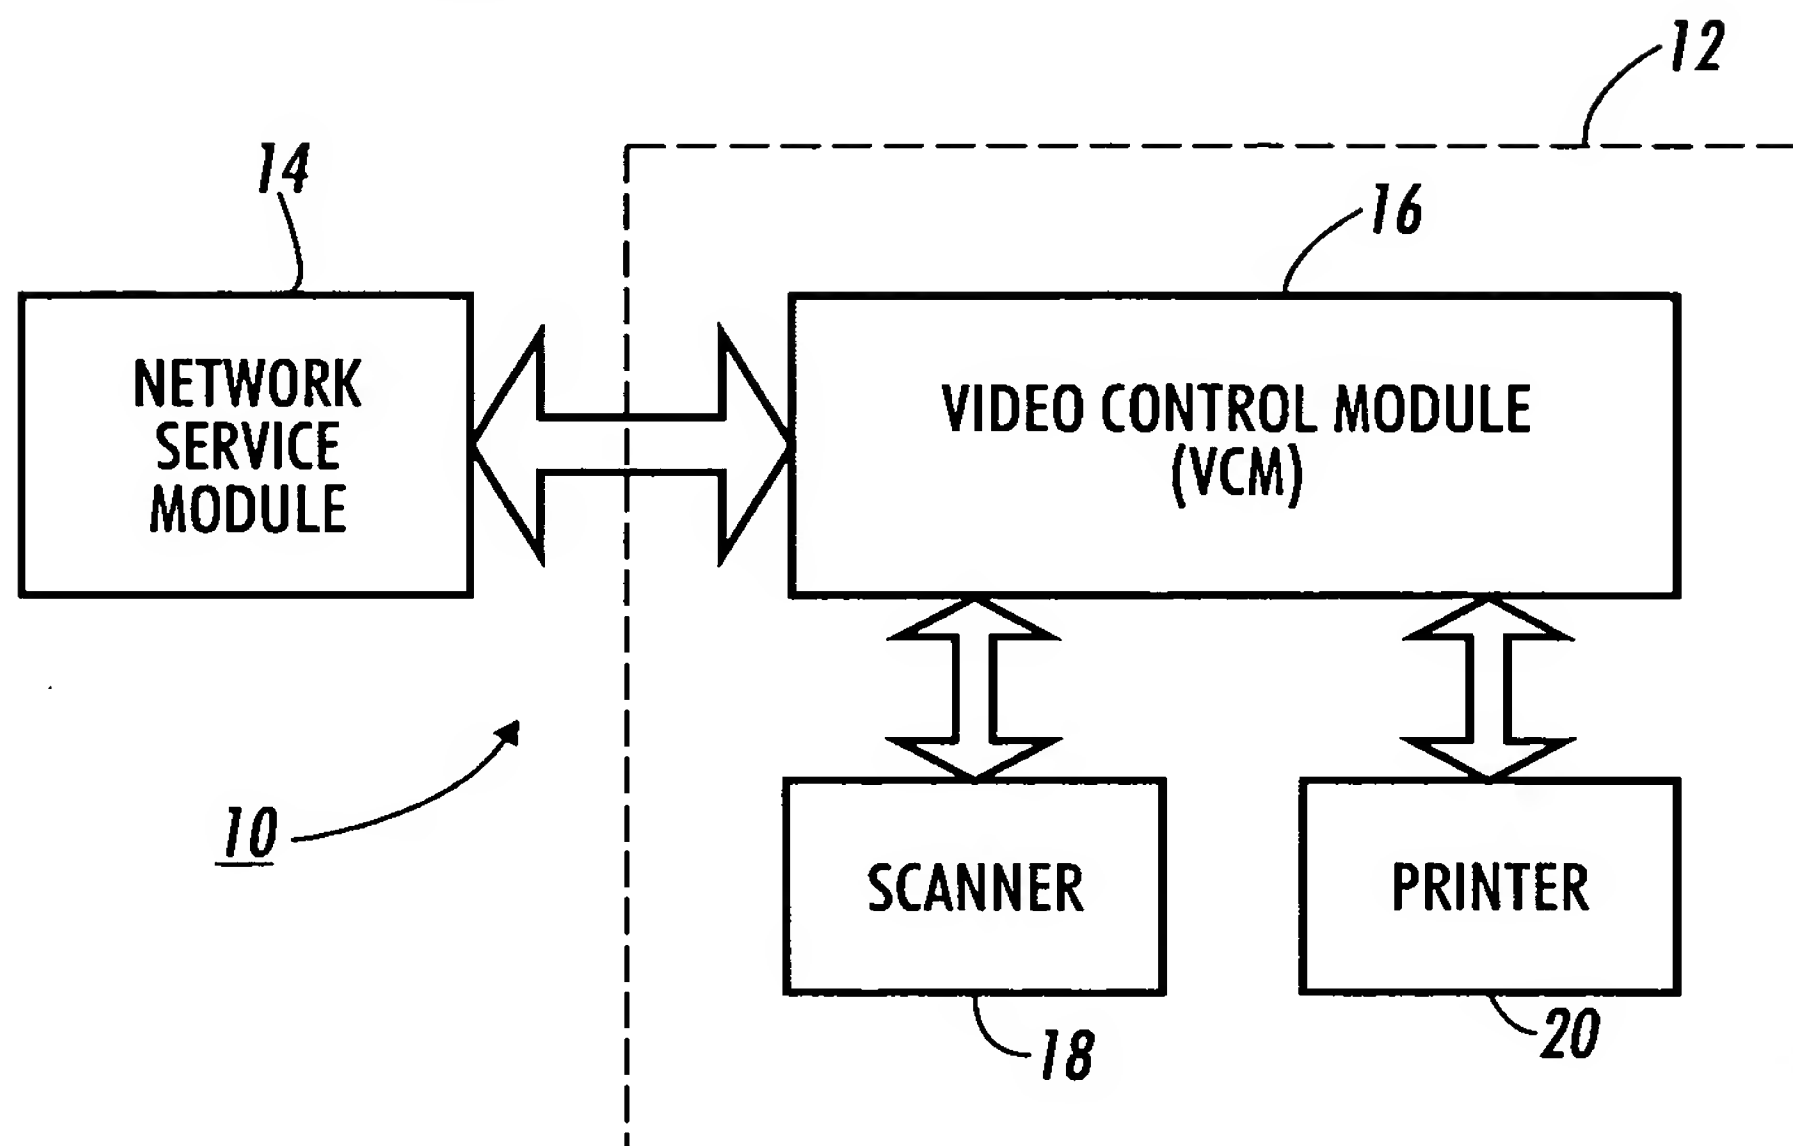 12
14
16
NETWORK
SERVICE
MODULE
VIDEO CONTROL MODULE
(VCM)
10
SCANNER
PRINTER
18
20